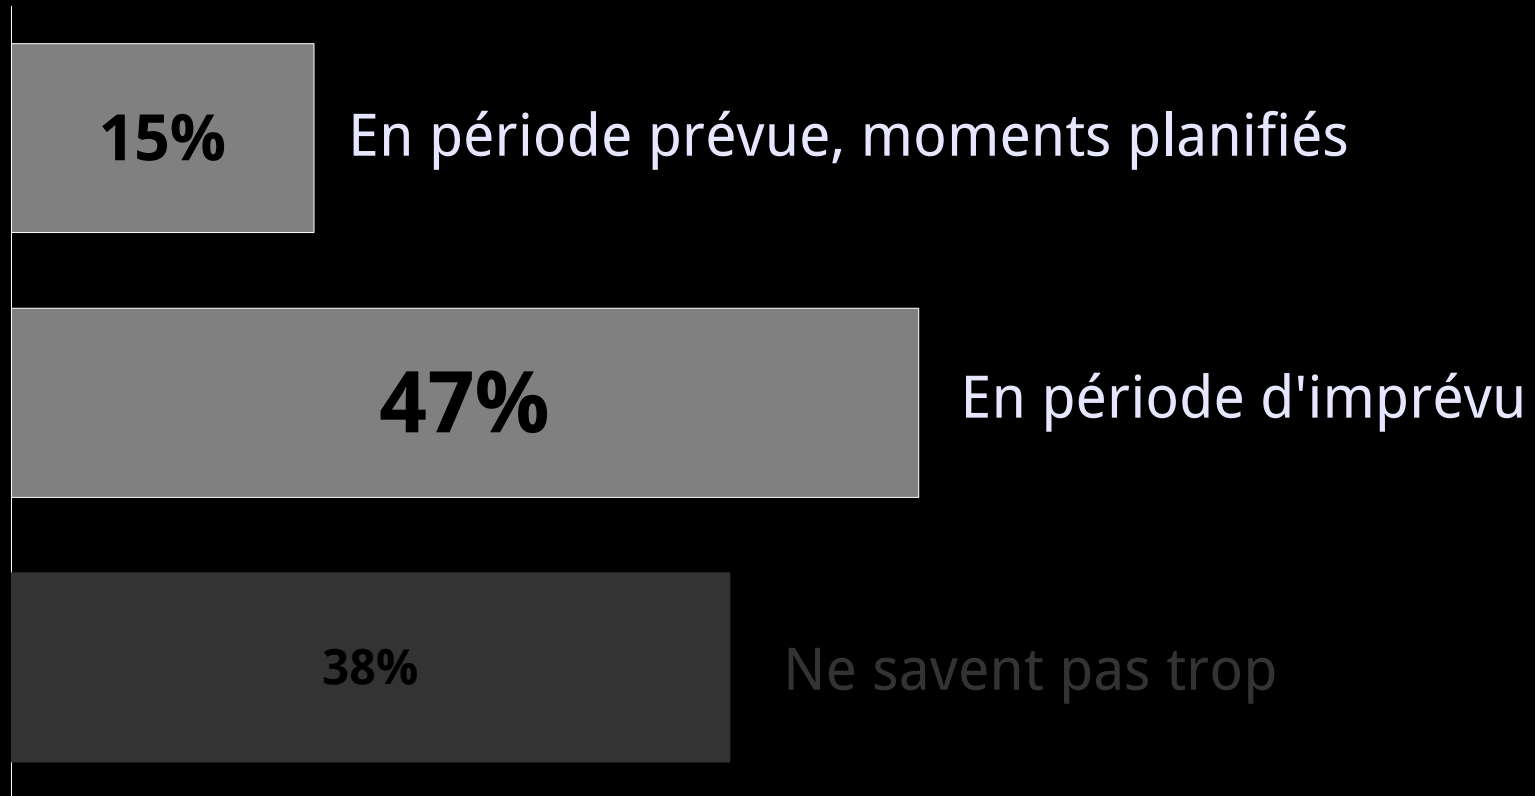 15% En période prévue, moments planifiés
47% En période d'imprévu
38% Ne savent pas trop